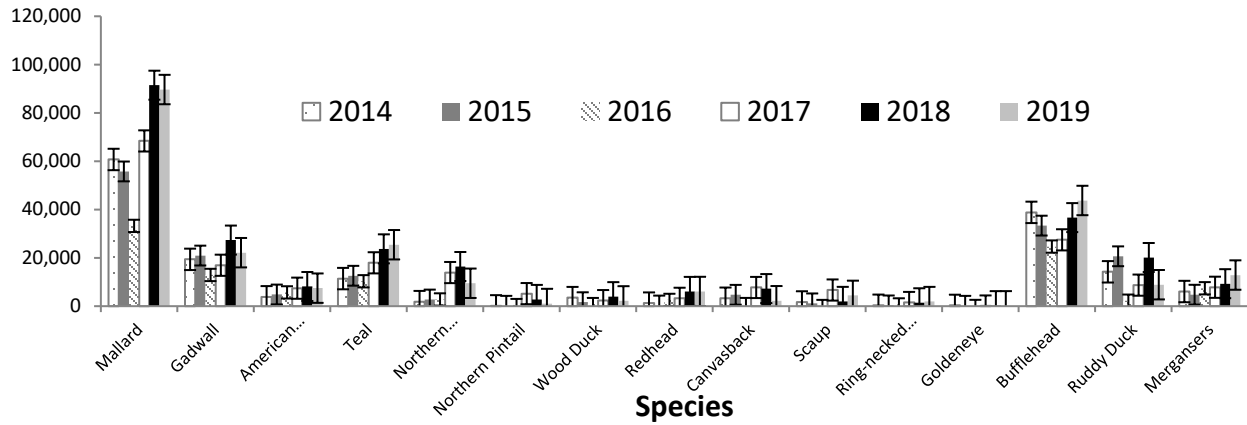 120,000
100,000
80,000
60,000
40,000
20,000
0
2014 2015 2016 2017 2018 2019
Mallard
Gadwall
American...
Teal
Northern...
Northern Pintail
Wood Duck
Redhead
Canvasback
Scaup
Ring-necked...
Goldeneye
Bufflehead
Ruddy Duck
Mergansers
Species